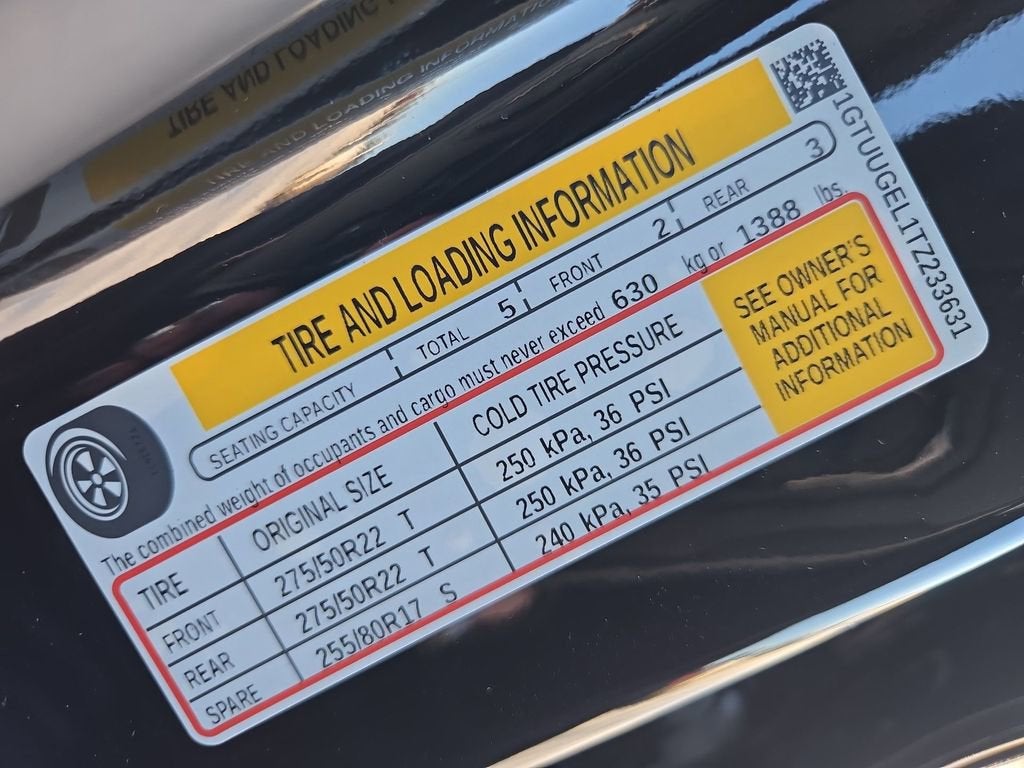 TIRE AND LOADING INFORMATION
1GTUUGEL1TZ233631
SEATING CAPACITY TOTAL 5 FRONT 2 REAR 3
The combined weight of occupants and cargo must never exceed 630 kg or 1388 lbs.
TIRE ORIGINAL SIZE COLD TIRE PRESSURE
FRONT 275/50R22 T 250 kPa, 36 PSI
REAR 275/50R22 T 250 kPa, 36 PSI
SPARE 255/80R17 S 240 kPa, 35 PSI
SEE OWNER'S
MANUAL FOR
ADDITIONAL
INFORMATION